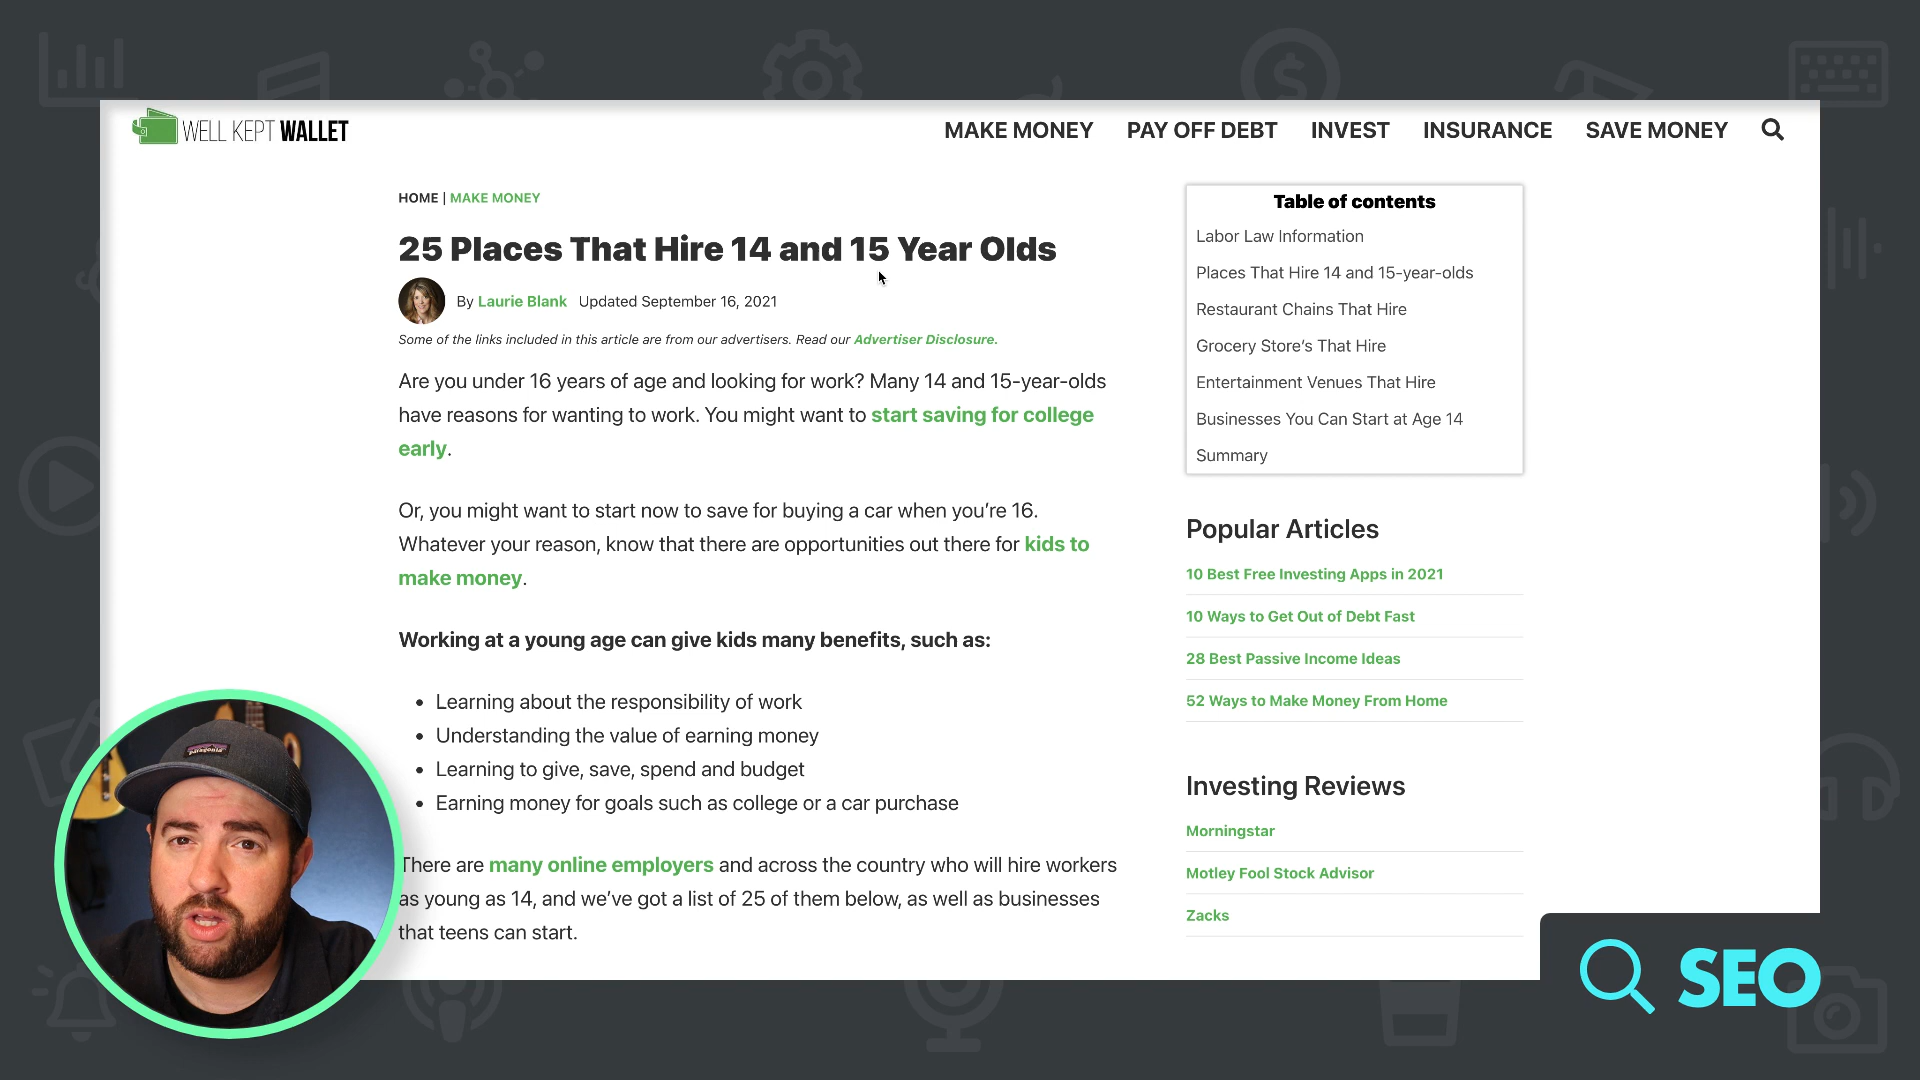 WELL KEPT WALLET
MAKE MONEY PAY OFF DEBT INVEST INSURANCE SAVE MONEY
HOME | MAKE MONEY
25 Places That Hire 14 and 15 Year Olds
By Laurie Blank Updated September 16, 2021
Some of the links included in this article are from our advertisers. Read our Advertiser Disclosure.
Are you under 16 years of age and looking for work? Many 14 and 15-year-olds
have reasons for wanting to work. You might want to start saving for college
early.
Or, you might want to start now to save for buying a car when you’re 16.
Whatever your reason, know that there are opportunities out there for kids to
make money.
Working at a young age can give kids many benefits, such as:
• Learning about the responsibility of work
• Understanding the value of earning money
• Learning to give, save, spend and budget
• Earning money for goals such as college or a car purchase
There are many online employers and across the country who will hire workers
as young as 14, and we’ve got a list of 25 of them below, as well as businesses
that teens can start.
Table of contents
Labor Law Information
Places That Hire 14 and 15-year-olds
Restaurant Chains That Hire
Grocery Store’s That Hire
Entertainment Venues That Hire
Businesses You Can Start at Age 14
Summary
Popular Articles
10 Best Free Investing Apps in 2021
10 Ways to Get Out of Debt Fast
28 Best Passive Income Ideas
52 Ways to Make Money From Home
Investing Reviews
Morningstar
Motley Fool Stock Advisor
Zacks
patagonia
SEO